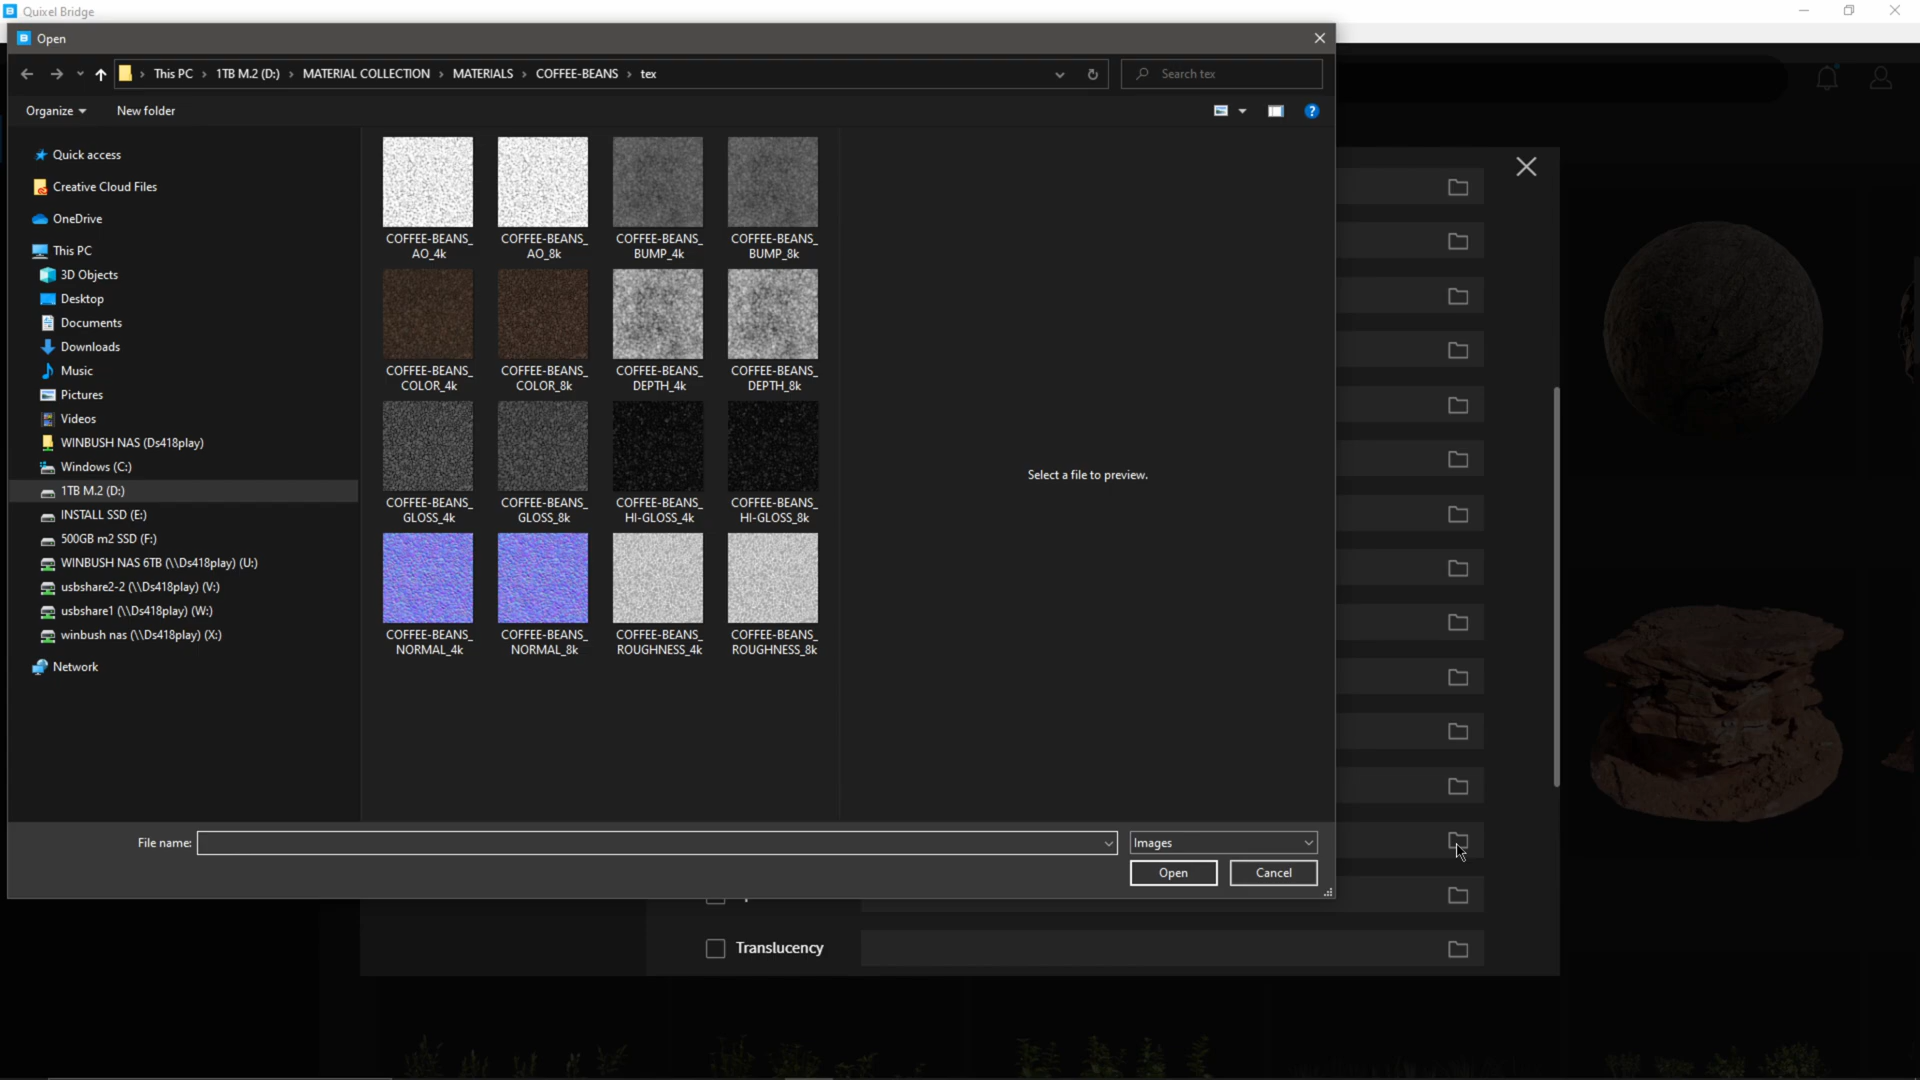 Quixel Bridge
Open
This PC › 1TB M.2 (D:) › MATERIAL COLLECTION › MATERIALS › COFFEE-BEANS › tex
Search tex
Organize
New folder
Quick access
Creative Cloud Files
OneDrive
This PC
3D Objects
Desktop
Documents
Downloads
Music
Pictures
Videos
WINBUSH NAS (Ds418play)
Windows (C:)
1TB M.2 (D:)
INSTALL SSD (E:)
500GB m2 SSD (F:)
WINBUSH NAS 6TB (\\Ds418play) (U:)
usbshare2-2 (\\Ds418play) (V:)
usbshare1 (\\Ds418play) (W:)
winbush nas (\\Ds418play) (X:)
Network
COFFEE-BEANS_
AO_4k
COFFEE-BEANS_
AO_8k
COFFEE-BEANS_
BUMP_4k
COFFEE-BEANS_
BUMP_8k
COFFEE-BEANS_
COLOR_4k
COFFEE-BEANS_
COLOR_8k
COFFEE-BEANS_
DEPTH_4k
COFFEE-BEANS_
DEPTH_8k
COFFEE-BEANS_
GLOSS_4k
COFFEE-BEANS_
GLOSS_8k
COFFEE-BEANS_
HI-GLOSS_4k
COFFEE-BEANS_
HI-GLOSS_8k
COFFEE-BEANS_
NORMAL_4k
COFFEE-BEANS_
NORMAL_8k
COFFEE-BEANS_
ROUGHNESS_4k
COFFEE-BEANS_
ROUGHNESS_8k
Select a file to preview.
File name:
Images
Open
Cancel
Translucency